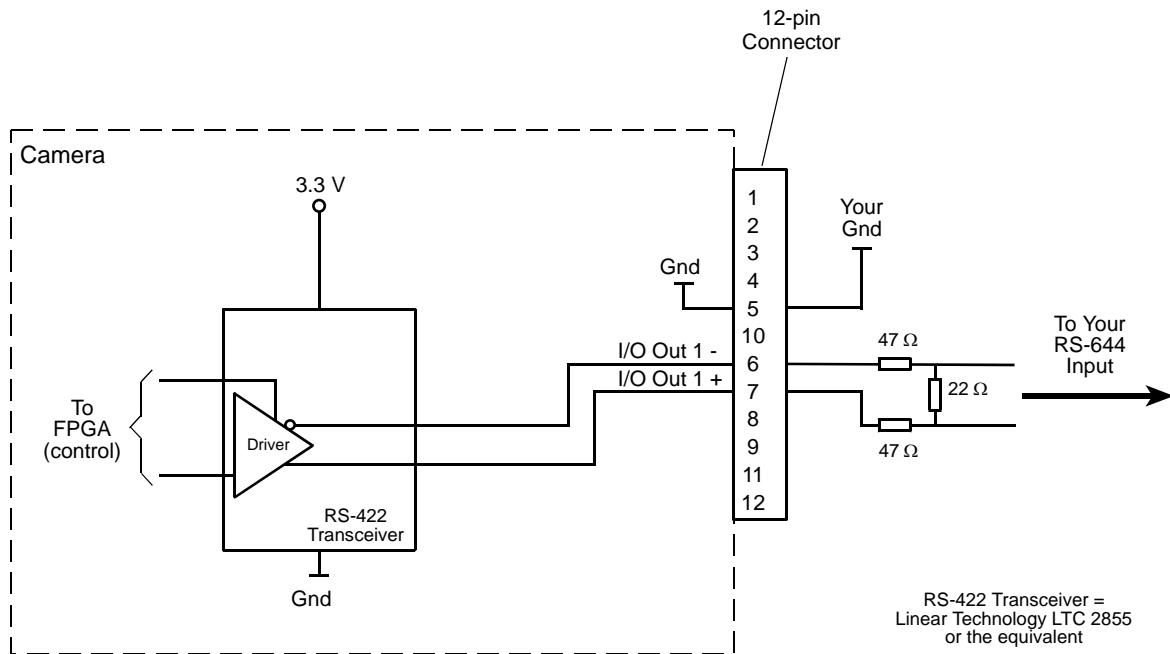 12-pin
Connector
Camera
3.3 V
1
2
3
4
5
10
6
7
8
9
11
12
Your
Gnd
Gnd
I/O Out 1 -
I/O Out 1 +
47 Ω
22 Ω
47 Ω
To Your
RS-644
Input
To
FPGA
(control)
Driver
RS-422
Transceiver
Gnd
RS-422 Transceiver =
Linear Technology LTC 2855
or the equivalent